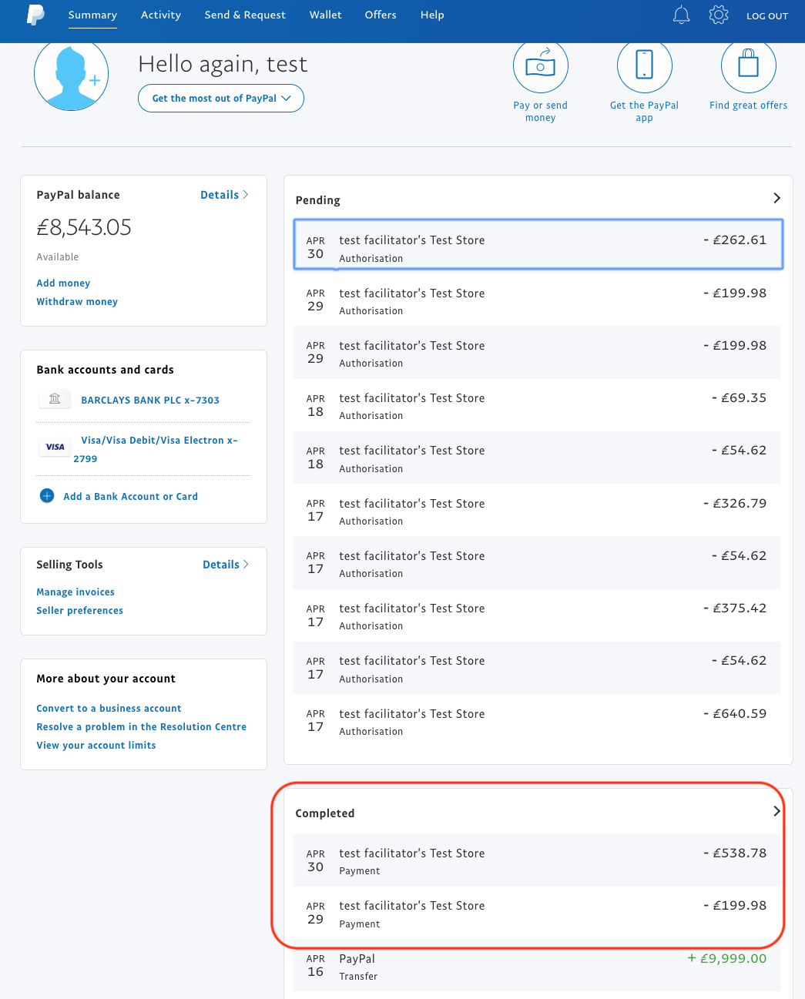 Summary Activity Send & Request Wallet Offers Help LOG OUT
Hello again, test
Get the most out of PayPal
Pay or send
money
Get the PayPal
app
Find great offers
PayPal balance Details
£8,543.05
Available
Add money
Withdraw money
Bank accounts and cards
BARCLAYS BANK PLC x-7303
VISA Visa/Visa Debit/Visa Electron x-
2799
Add a Bank Account or Card
Selling Tools Details
Manage invoices
Seller preferences
More about your account
Convert to a business account
Resolve a problem in the Resolution Centre
View your account limits
Pending
APR test facilitator's Test Store - £262.61
30 Authorisation
APR test facilitator's Test Store - £199.98
29 Authorisation
APR test facilitator's Test Store - £199.98
29 Authorisation
APR test facilitator's Test Store - £69.35
18 Authorisation
APR test facilitator's Test Store - £54.62
18 Authorisation
APR test facilitator's Test Store - £326.79
17 Authorisation
APR test facilitator's Test Store - £54.62
17 Authorisation
APR test facilitator's Test Store - £375.42
17 Authorisation
APR test facilitator's Test Store - £54.62
17 Authorisation
APR test facilitator's Test Store - £640.59
17 Authorisation
Completed
APR test facilitator's Test Store - £538.78
30 Payment
APR test facilitator's Test Store - £199.98
29 Payment
APR PayPal + £9,999.00
16 Transfer